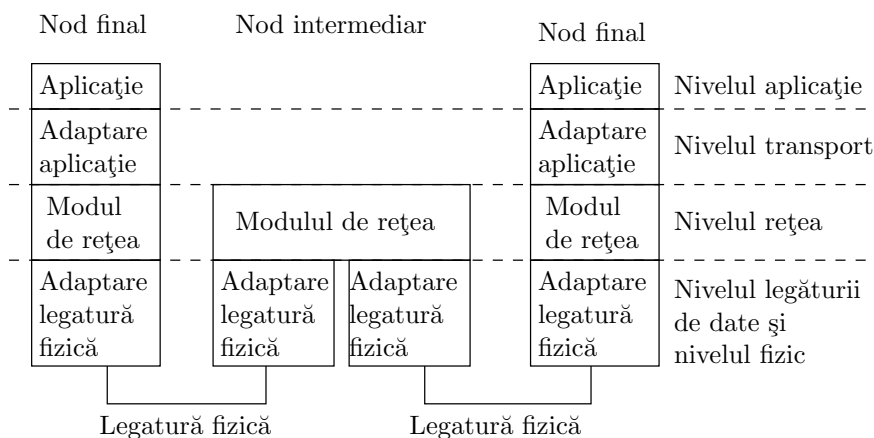 Nod final
Nod intermediar
Nod final
Aplicaţie
Aplicaţie
Nivelul aplicaţie
Adaptare
aplicaţie
Adaptare
aplicaţie
Nivelul transport
Modul
de reţea
Modulul de reţea
Modul
de reţea
Nivelul reţea
Adaptare
legatură
fizică
Adaptare
legatură
fizică
Adaptare
legatură
fizică
Adaptare
legatură
fizică
Nivelul legăturii
de date şi
nivelul fizic
Legatură fizică
Legatură fizică